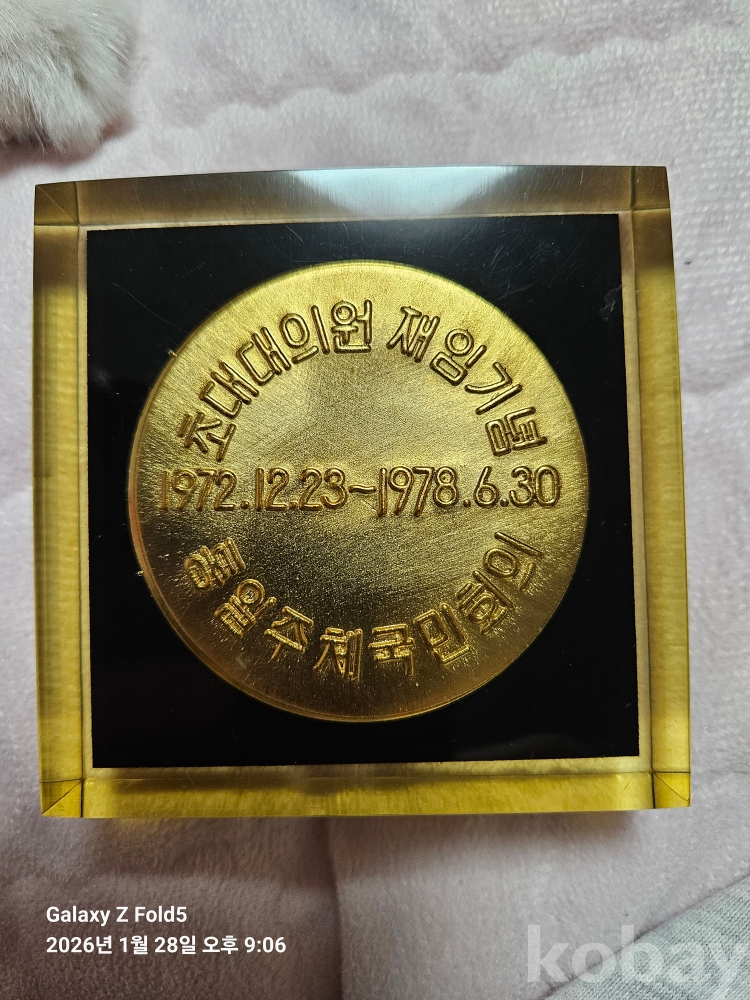 초대대의원 재임기념
1972.12.23~1978.6.30
통일주체국민회의
Galaxy Z Fold5
2026년 1월 28일 오후 9:06
kobay